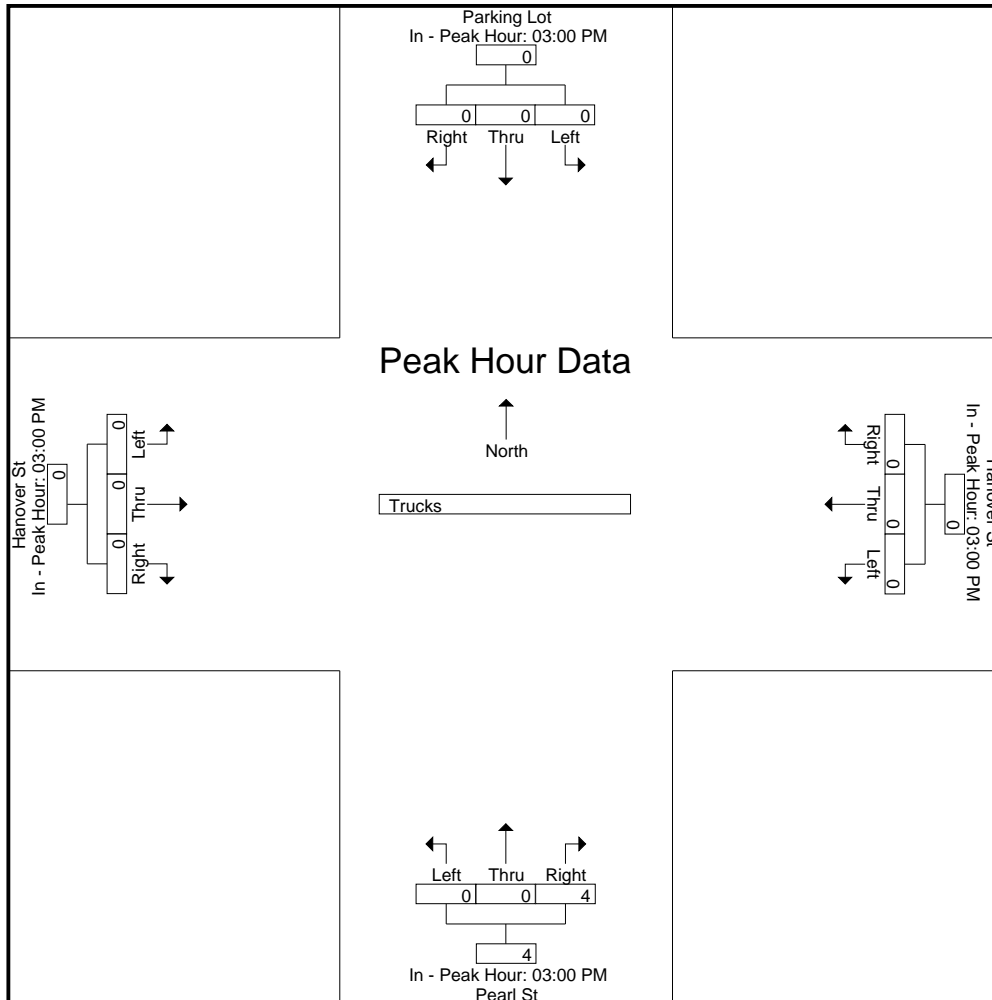 Parking Lot
In - Peak Hour: 03:00 PM
0
0 0 0
Right Thru Left
Peak Hour Data
North
Trucks
Hanover St
In - Peak Hour: 03:00 PM
0
0 0 0
Left Thru Right
Hanover St
In - Peak Hour: 03:00 PM
0
0 0 0
Right Thru Left
Left Thru Right
0 0 4
4
In - Peak Hour: 03:00 PM
Pearl St